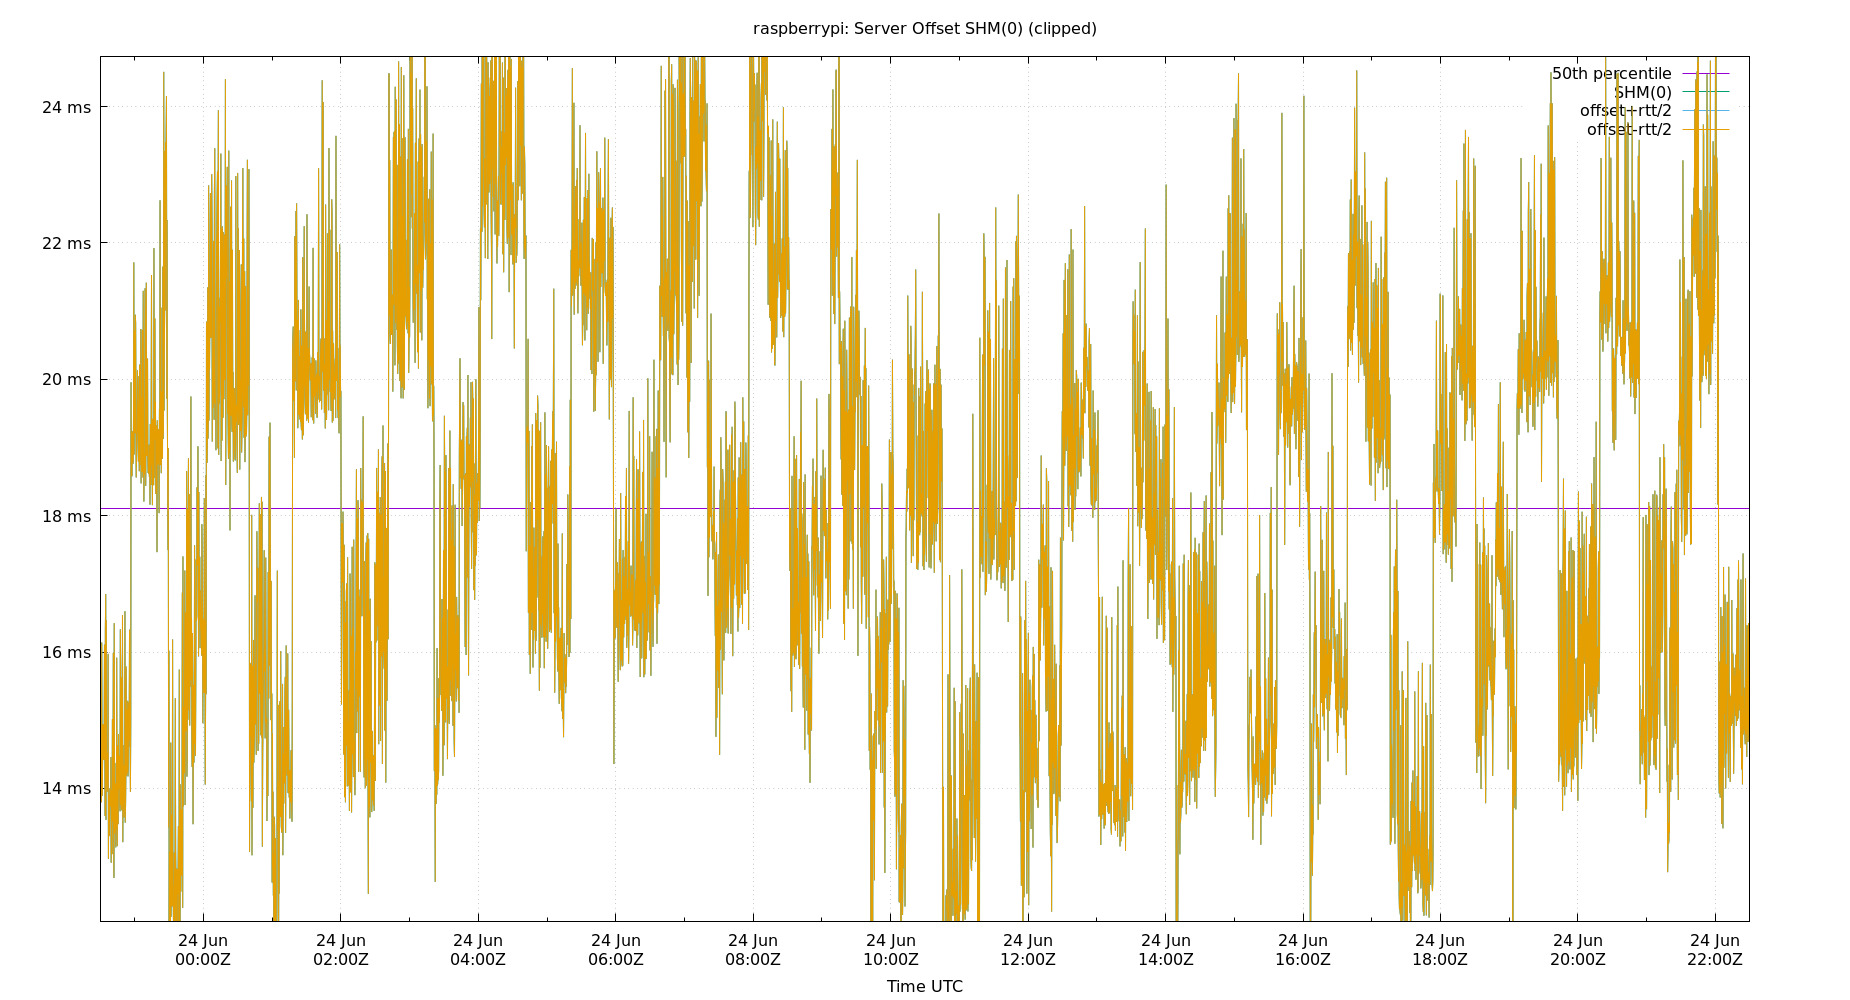 raspberrypi: Server Offset SHM(0) (clipped)
50th percentile
SHM(0)
offset+rtt/2
offset-rtt/2
24 ms
22 ms
20 ms
18 ms
16 ms
14 ms
24 Jun 24 Jun 24 Jun 24 Jun 24 Jun 24 Jun 24 Jun 24 Jun 24 Jun 24 Jun 24 Jun 24 Jun
00:00Z 02:00Z 04:00Z 06:00Z 08:00Z 10:00Z 12:00Z 14:00Z 16:00Z 18:00Z 20:00Z 22:00Z
Time UTC